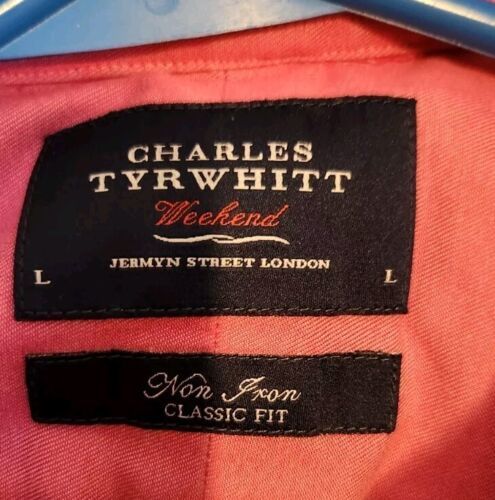 CHARLES
TYRWHITT
Weekend
JERMYN STREET LONDON
L L
Non Iron
CLASSIC FIT